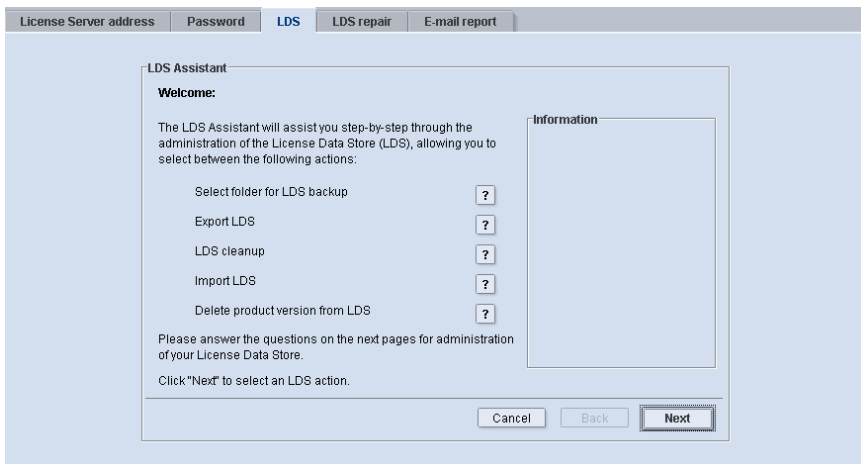 License Server address Password LDS LDS repair E-mail report
LDS Assistant
Welcome:
The LDS Assistant will assist you step-by-step through the
administration of the License Data Store (LDS), allowing you to
select between the following actions:
Select folder for LDS backup ?
Export LDS ?
LDS cleanup ?
Import LDS ?
Delete product version from LDS ?
Please answer the questions on the next pages for administration
of your License Data Store.
Click "Next" to select an LDS action.
Information
Cancel Back Next